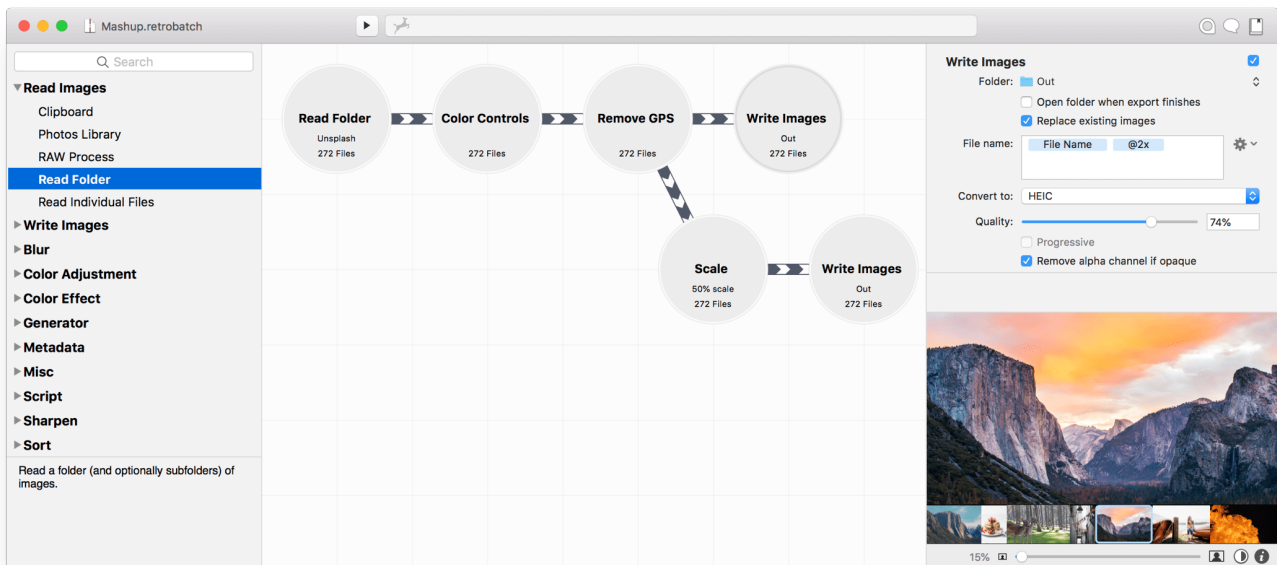 Mashup.retrobatch
Search
Read Images
Clipboard
Photos Library
RAW Process
Read Folder
Read Individual Files
Write Images
Blur
Color Adjustment
Color Effect
Generator
Metadata
Misc
Script
Sharpen
Sort
Read a folder (and optionally subfolders) of
images.
Read Folder
Unsplash
272 Files
Color Controls
272 Files
Remove GPS
272 Files
Write Images
Out
272 Files
Scale
50% scale
272 Files
Write Images
Out
272 Files
Write Images
Folder: Out
Open folder when export finishes
Replace existing images
File name: File Name @2x
Convert to: HEIC
Quality: 74%
Progressive
Remove alpha channel if opaque
15%